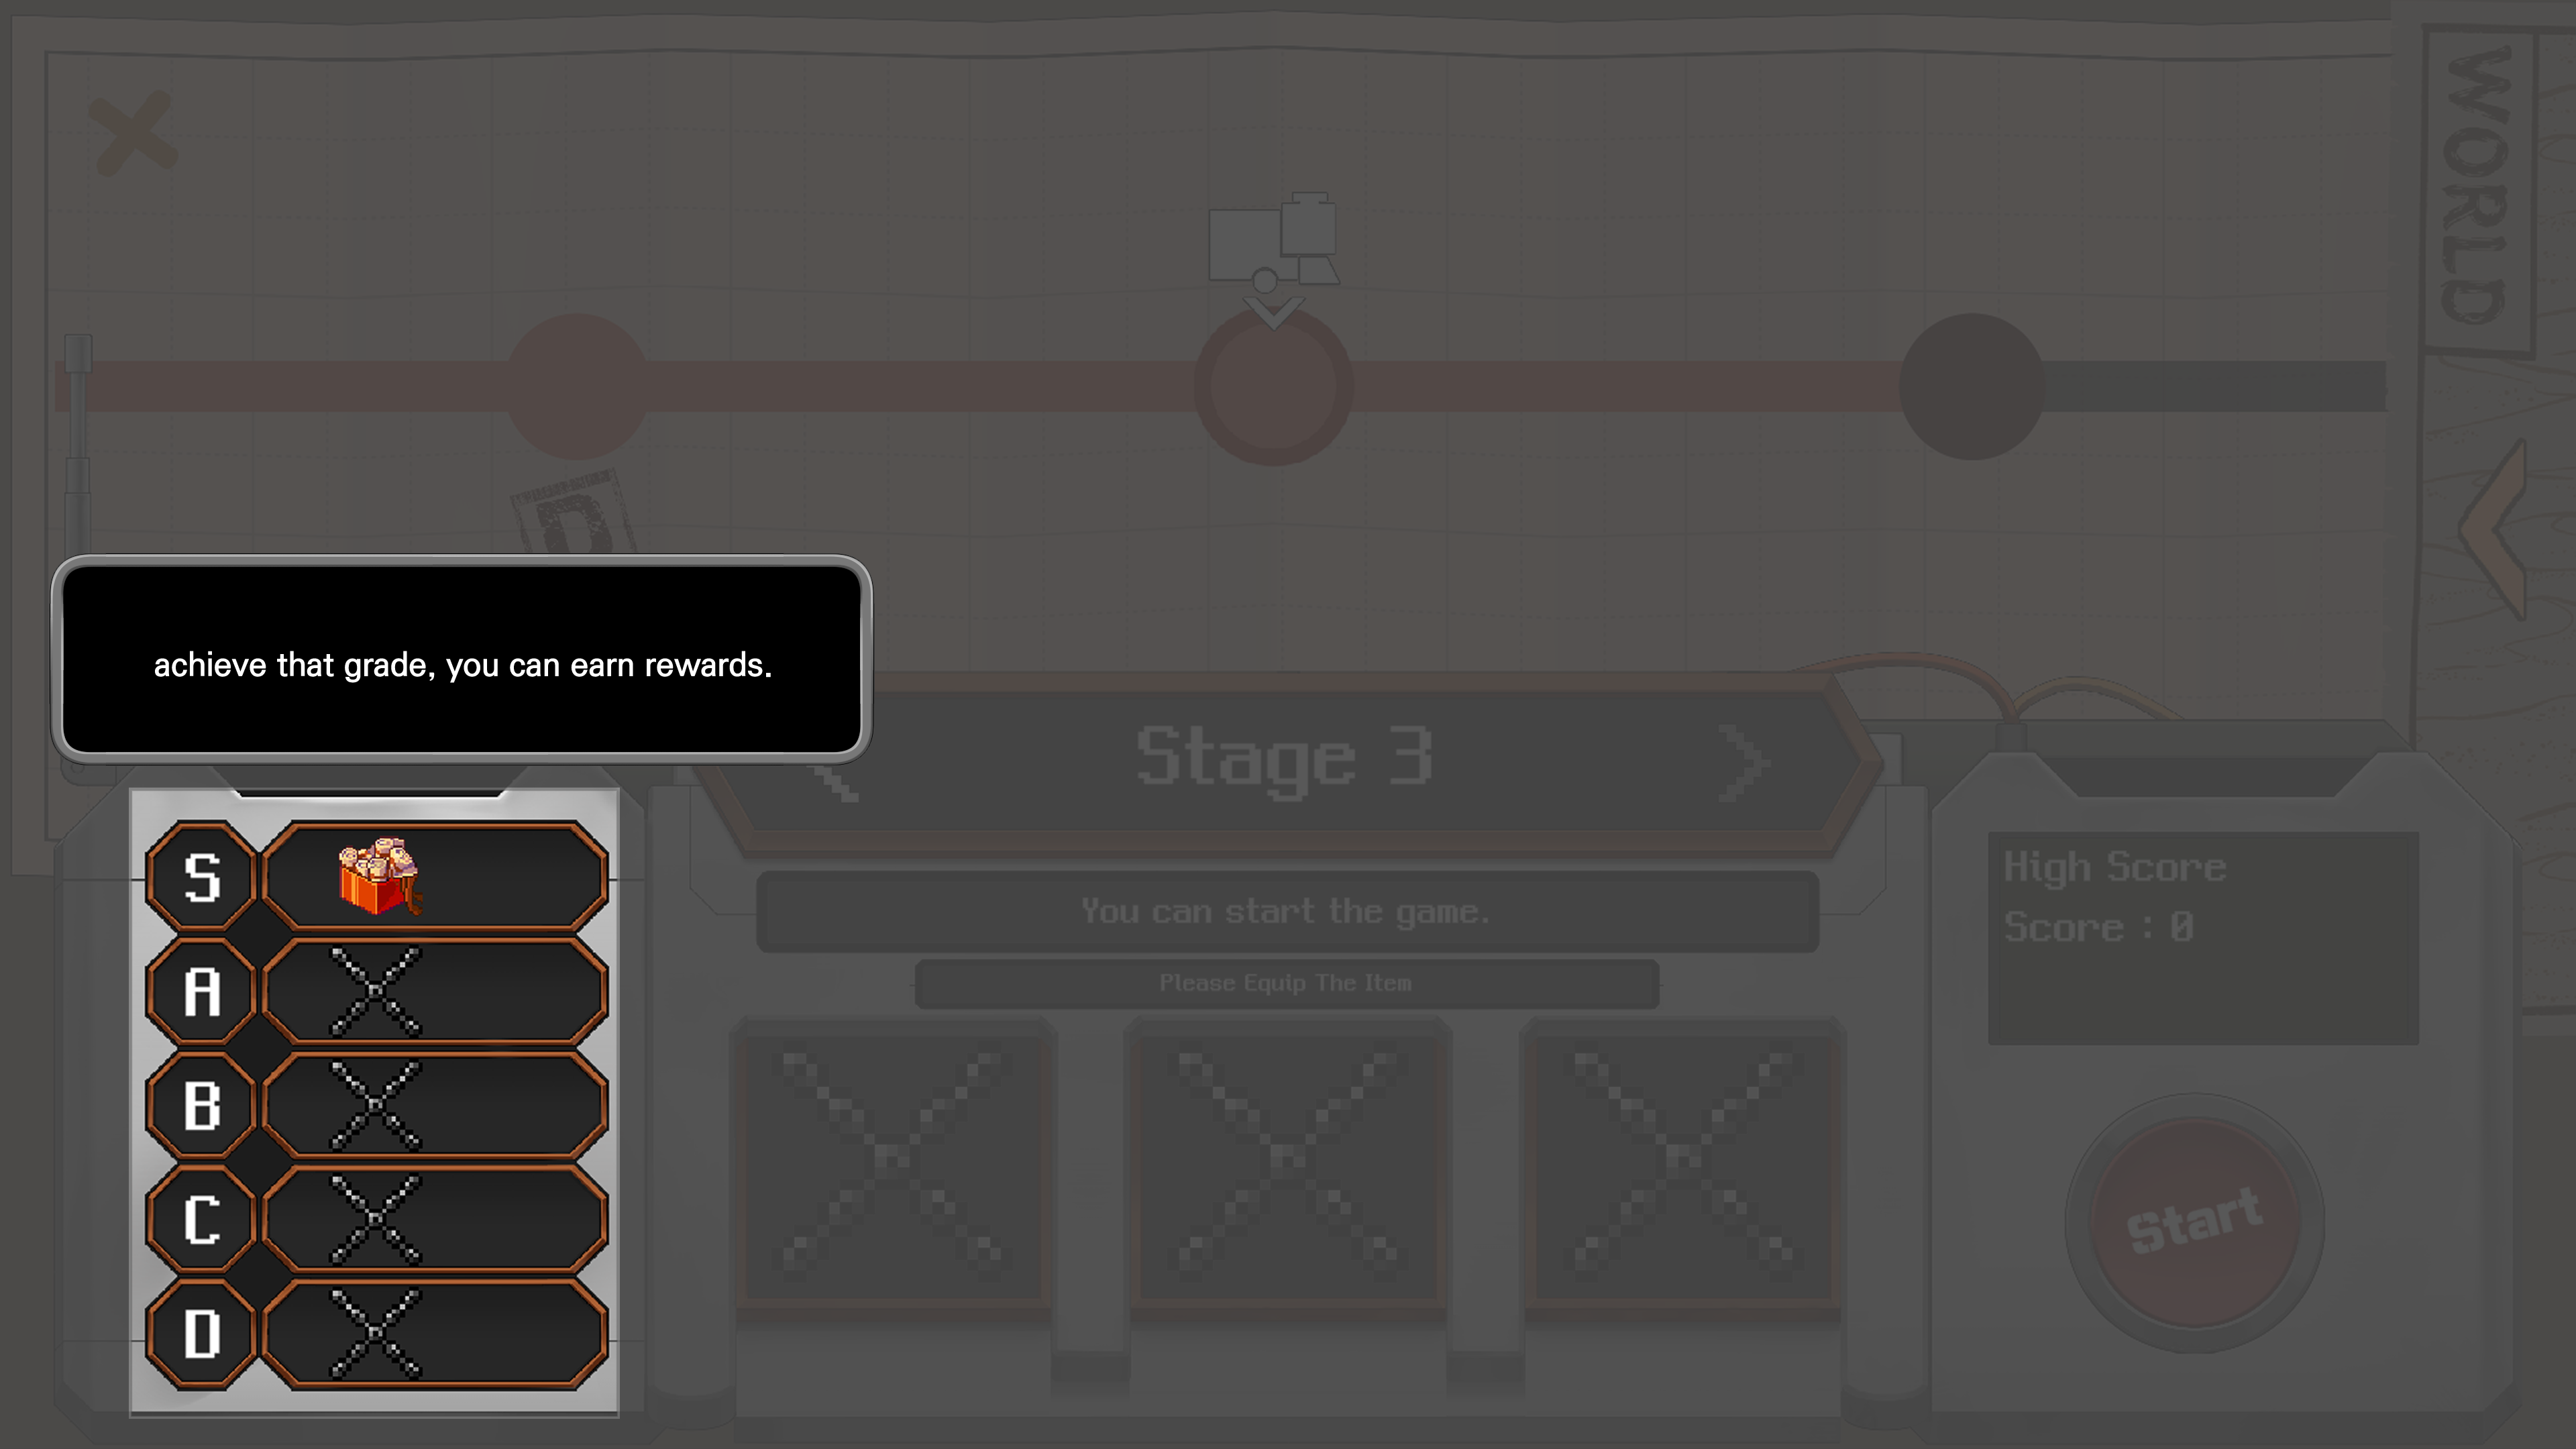 WORLD
D
achieve that grade, you can earn rewards.
Stage 3
You can start the game.
Please Equip The Item
High Score
Score : 0
S
A
B
C
D
Start